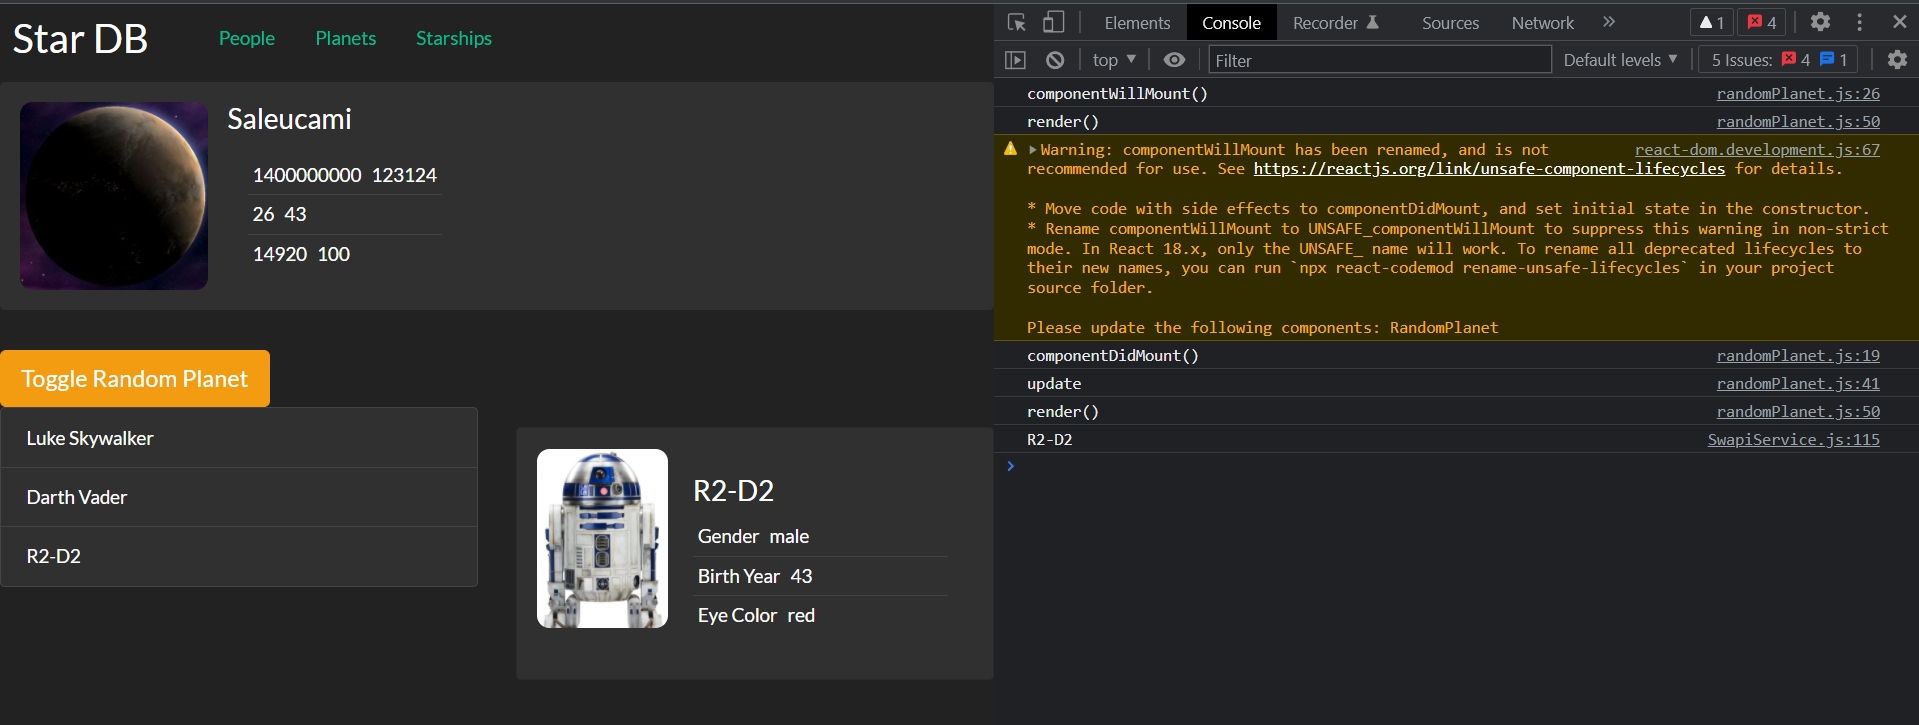 Star DB People Planets Starships
Saleucami
1400000000 123124
26 43
14920 100
Toggle Random Planet
Luke Skywalker
Darth Vader
R2-D2
R2-D2
Gender male
Birth Year 43
Eye Color red
Elements Console Recorder Sources Network » 1 4
top ▼ Filter Default levels ▼ 5 Issues: 4 1
componentWillMount() randomPlanet.js:26
render() randomPlanet.js:50
Warning: componentWillMount has been renamed, and is not react-dom.development.js:67
recommended for use. See https://reactjs.org/link/unsafe-component-lifecycles for details.
* Move code with side effects to componentDidMount, and set initial state in the constructor.
* Rename componentWillMount to UNSAFE_componentWillMount to suppress this warning in non-strict
mode. In React 18.x, only the UNSAFE_ name will work. To rename all deprecated lifecycles to
their new names, you can run `npx react-codemod rename-unsafe-lifecycles` in your project
source folder.
Please update the following components: RandomPlanet
componentDidMount() randomPlanet.js:19
update randomPlanet.js:41
render() randomPlanet.js:50
R2-D2 SwapiService.js:115